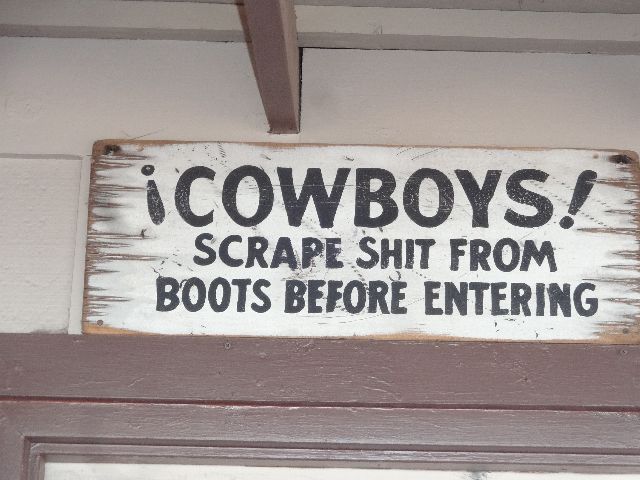 ¡COWBOYS!
SCRAPE SHIT FROM
BOOTS BEFORE ENTERING